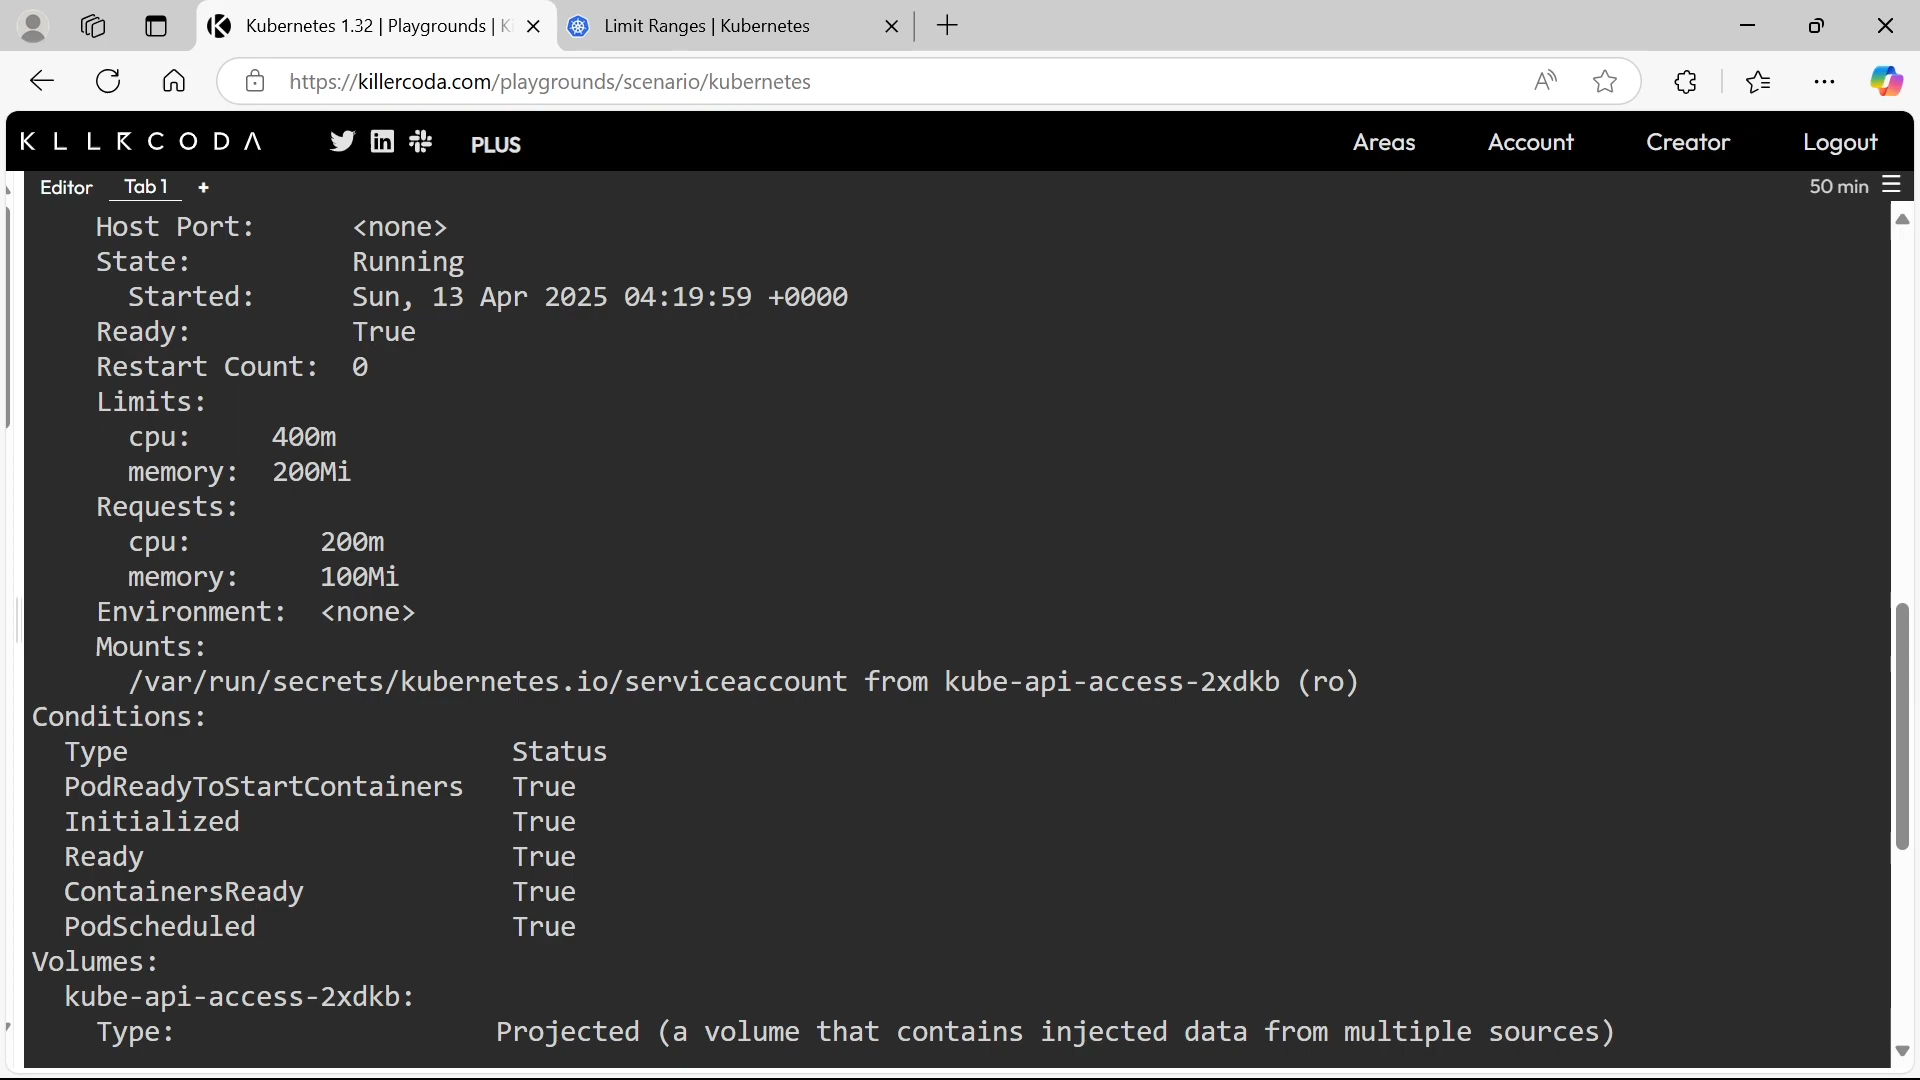 Kubernetes 1.32 | Playgrounds | Ki
Limit Ranges | Kubernetes
https://killercoda.com/playgrounds/scenario/kubernetes
KLLRCODA
in
PLUS
Areas
Account
Creator
Logout
Editor
Tab 1
+
50 min
Host Port: <none>
State: Running
Started: Sun, 13 Apr 2025 04:19:59 +0000
Ready: True
Restart Count: 0
Limits:
cpu: 400m
memory: 200Mi
Requests:
cpu: 200m
memory: 100Mi
Environment: <none>
Mounts:
/var/run/secrets/kubernetes.io/serviceaccount from kube-api-access-2xdkb (ro)
Conditions:
Type Status
PodReadyToStartContainers True
Initialized True
Ready True
ContainersReady True
PodScheduled True
Volumes:
kube-api-access-2xdkb:
Type: Projected (a volume that contains injected data from multiple sources)